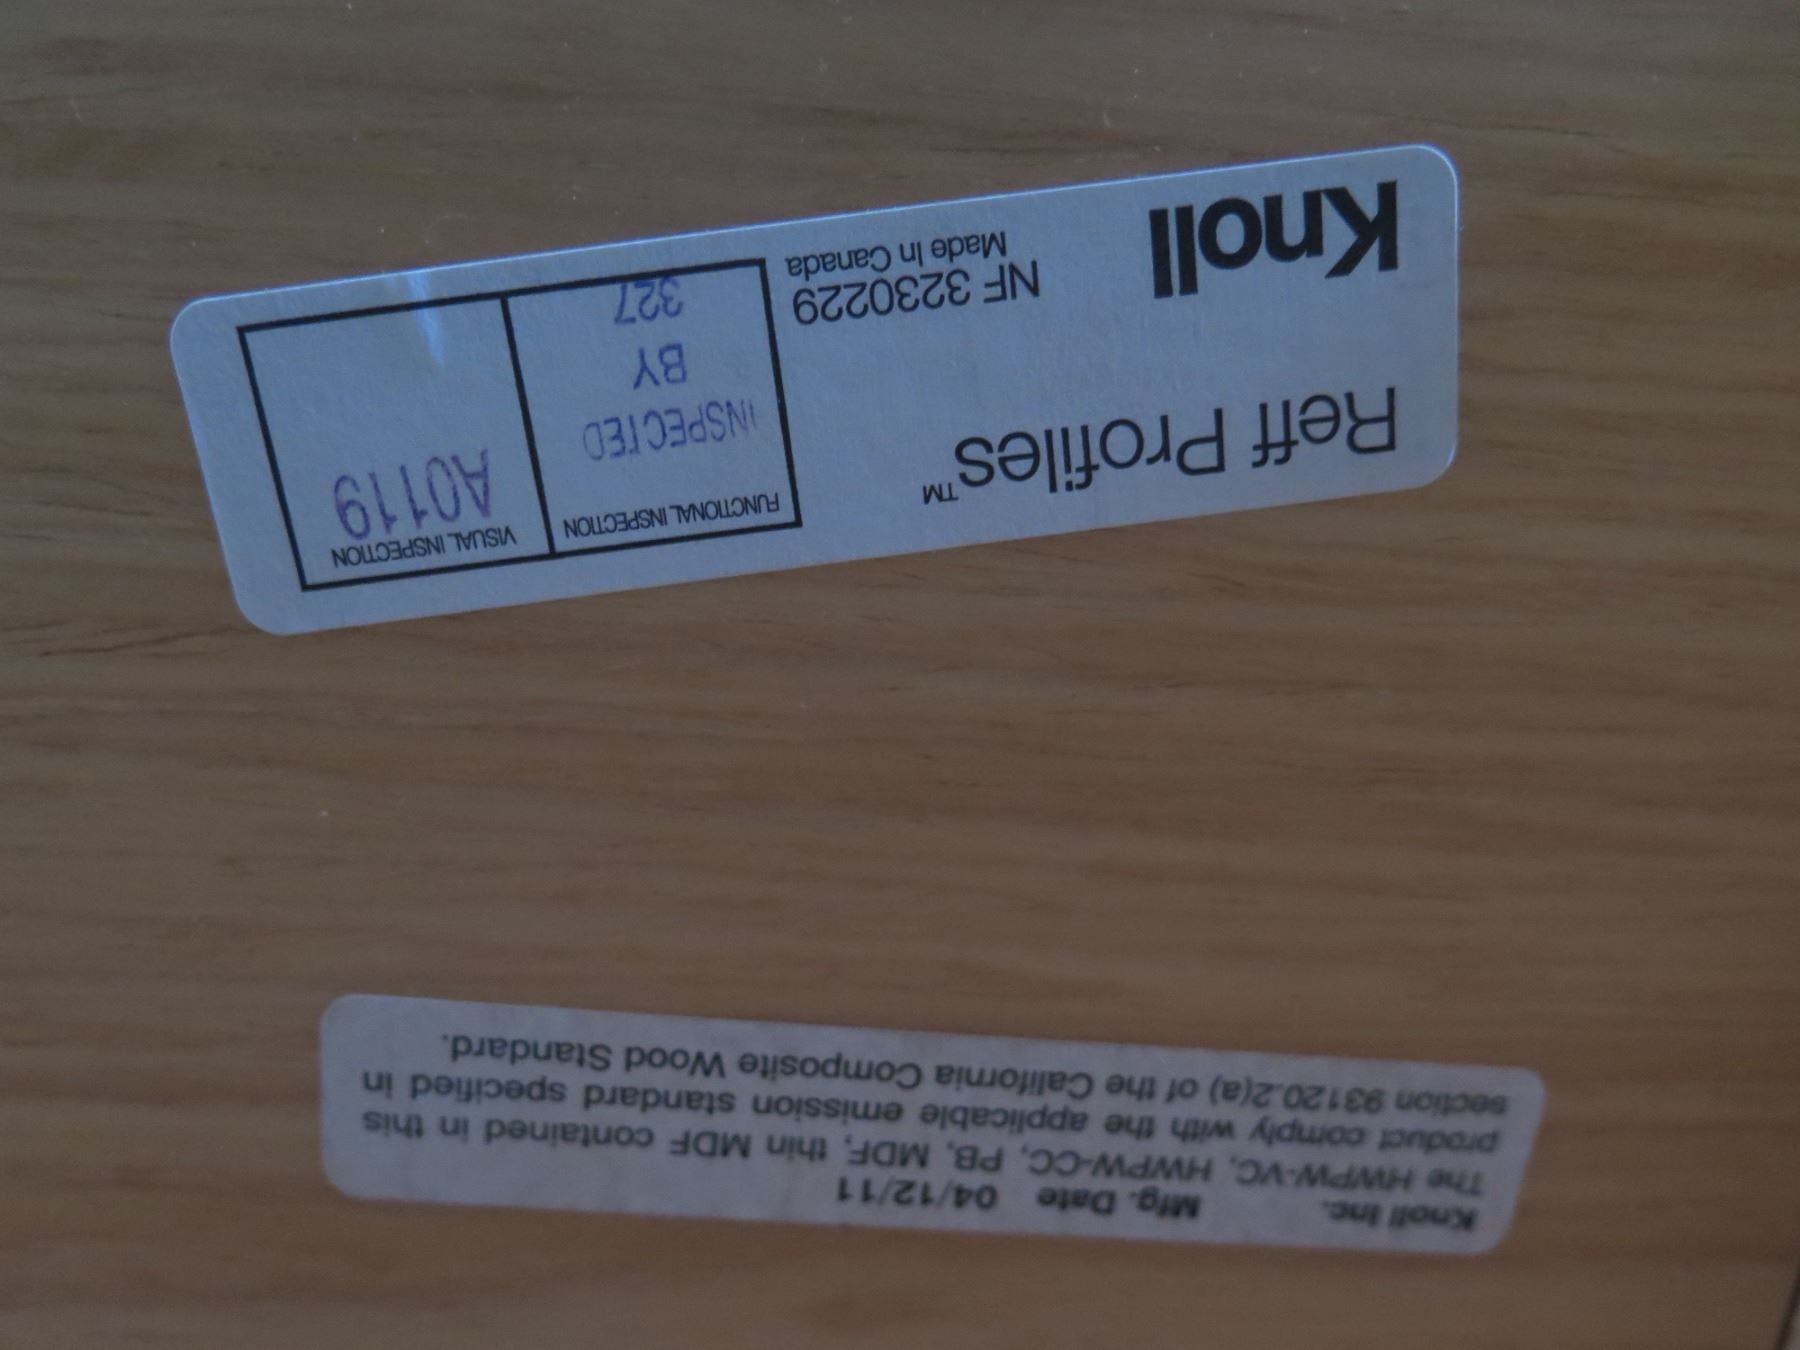 Knoll Inc. Mfg. Date 04/12/11
The HWPW-VC, HWPW-CC, PB, MDF, thin MDF contained in this
product comply with the applicable emission standard specified in
section 93120.2(a) of the California Composite Wood Standard.
Reff Profiles™
Knoll
NF 3230229
Made In Canada
FUNCTIONAL INSPECTION
INSPECTED
BY
327
VISUAL INSPECTION
A0119